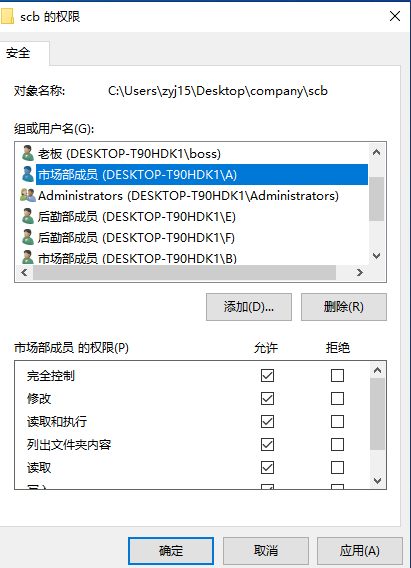 scb 的权限
安全
对象名称: C:\Users\zyj15\Desktop\company\scb
组或用户名(G):
老板 (DESKTOP-T90HDK1\boss)
市场部成员 (DESKTOP-T90HDK1\A)
Administrators (DESKTOP-T90HDK1\Administrators)
后勤部成员 (DESKTOP-T90HDK1\E)
后勤部成员 (DESKTOP-T90HDK1\F)
市场部成员 (DESKTOP-T90HDK1\B)
添加(D)... 删除(R)
市场部成员 的权限(P) 允许 拒绝
完全控制
修改
读取和执行
列出文件夹内容
读取
确定 取消 应用(A)